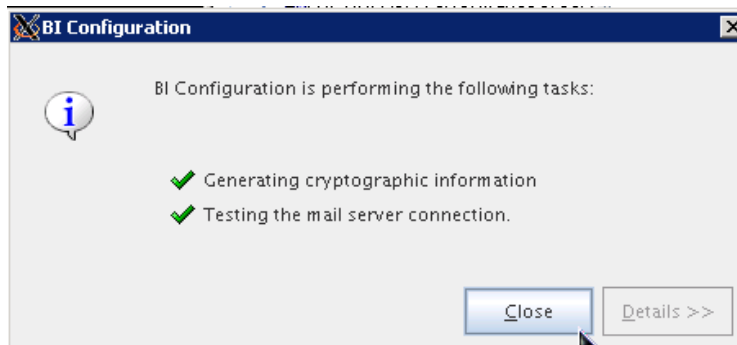 BI Configuration
BI Configuration is performing the following tasks:
Generating cryptographic information
Testing the mail server connection.
Close
Details >>